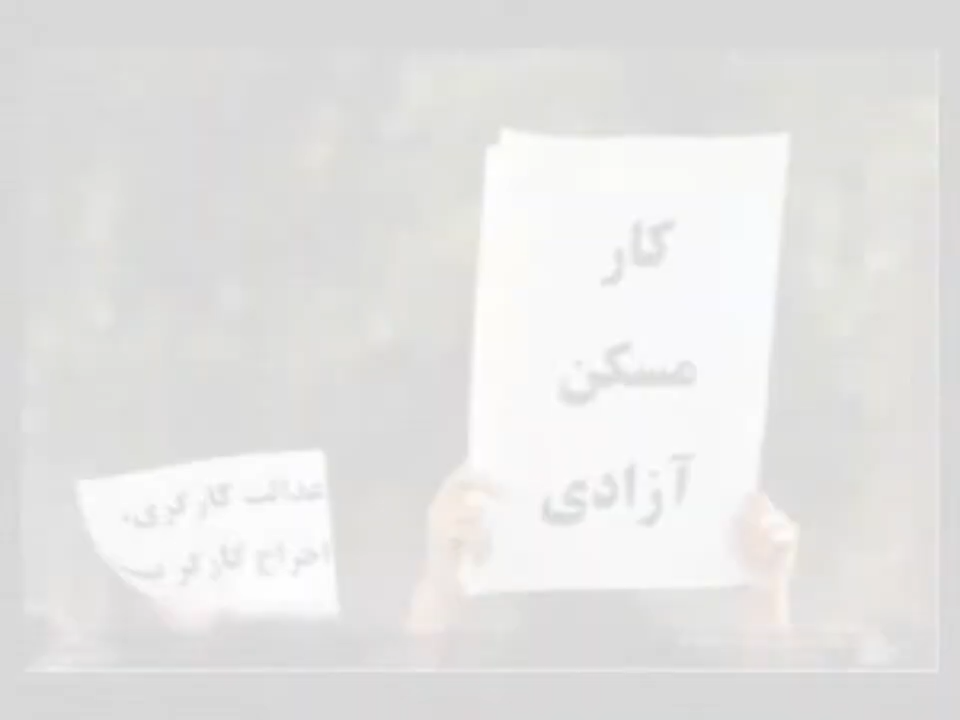 کار
مسکن
آزادی
عدالت کارگری،
اخراج کارگر